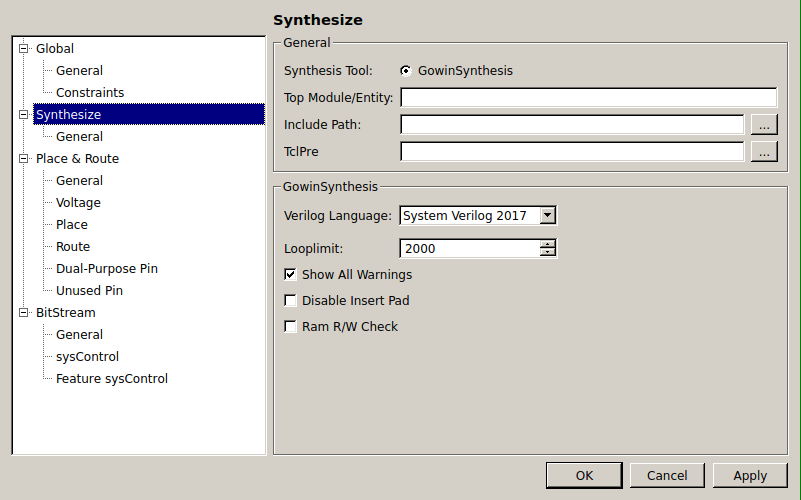 Synthesize
Global
General
Constraints
Synthesize
General
Place & Route
General
Voltage
Place
Route
Dual-Purpose Pin
Unused Pin
BitStream
General
sysControl
Feature sysControl
General
Synthesis Tool: GowinSynthesis
Top Module/Entity:
Include Path: ...
TclPre ...
GowinSynthesis
Verilog Language: System Verilog 2017
Looplimit: 2000
Show All Warnings
Disable Insert Pad
Ram R/W Check
OK Cancel Apply